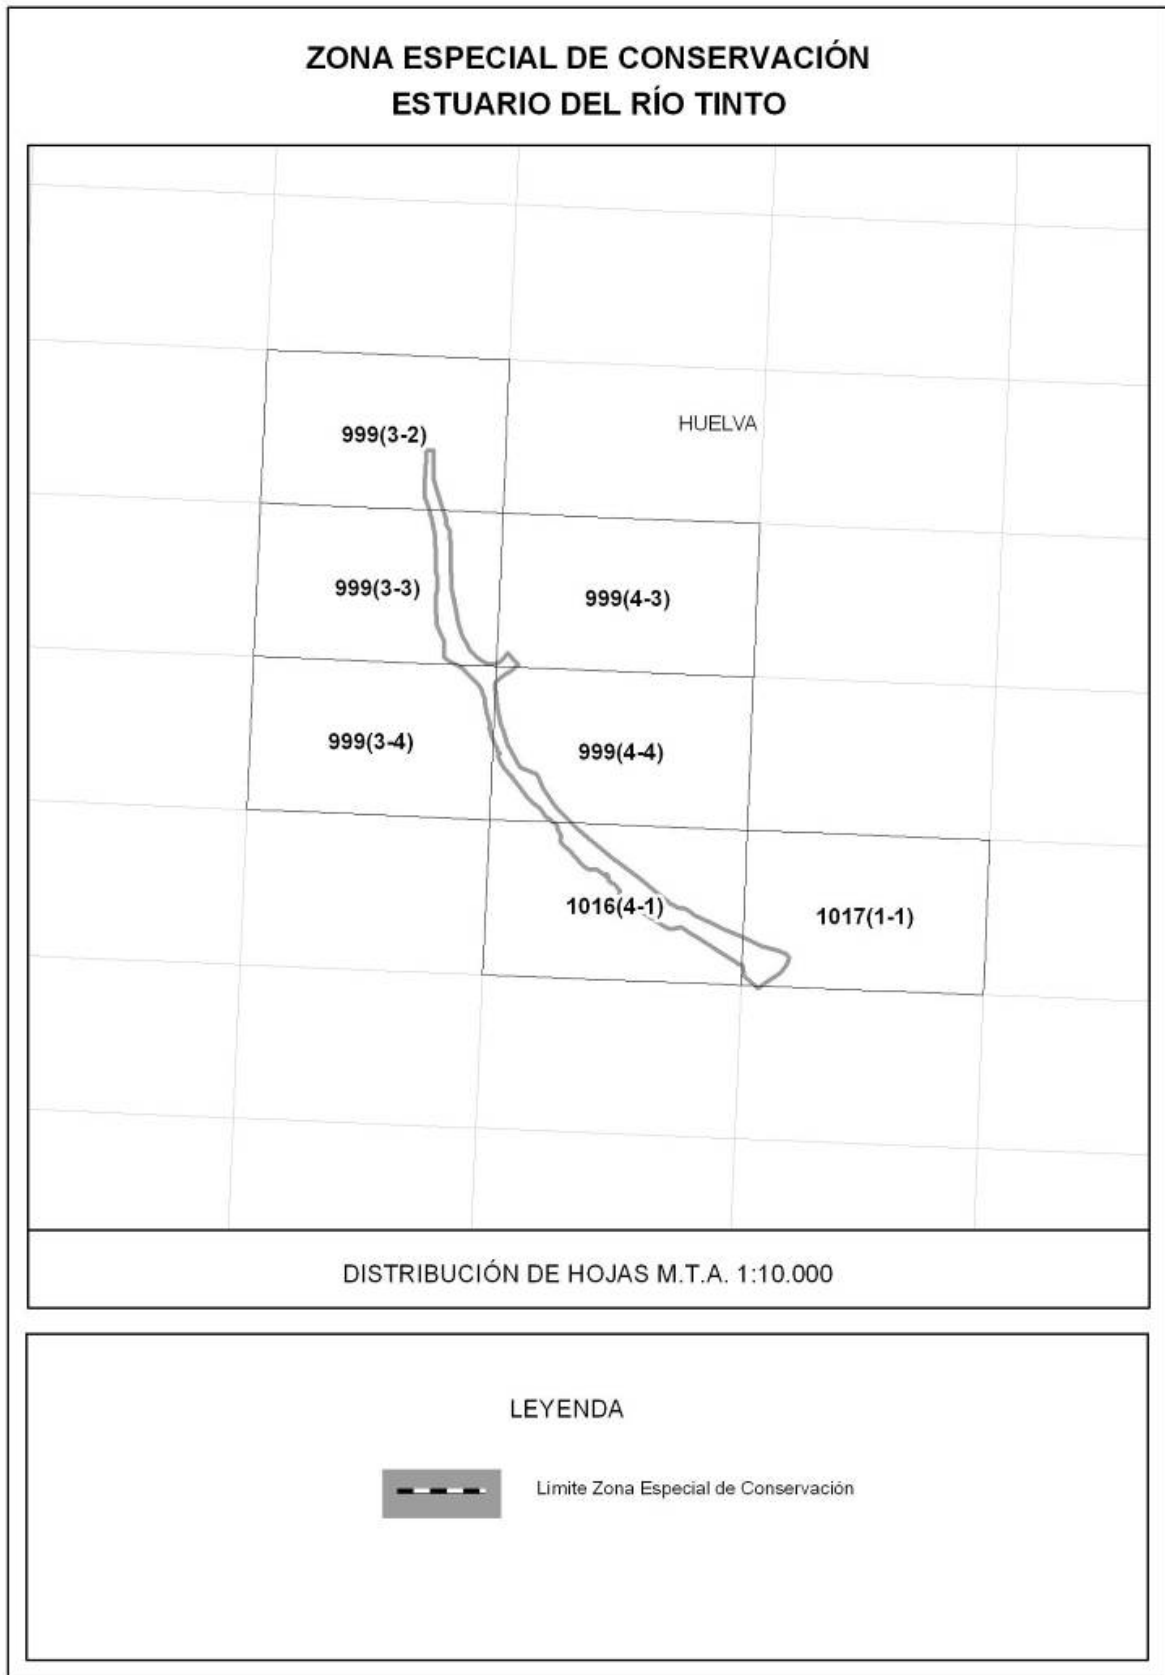 ZONA ESPECIAL DE CONSERVACIÓN
ESTUARIO DEL RÍO TINTO
HUELVA
999(3-2)
999(3-3)
999(4-3)
999(3-4)
999(4-4)
1016(4-1)
1017(1-1)
DISTRIBUCIÓN DE HOJAS M.T.A. 1:10.000
LEYENDA
Límite Zona Especial de Conservación